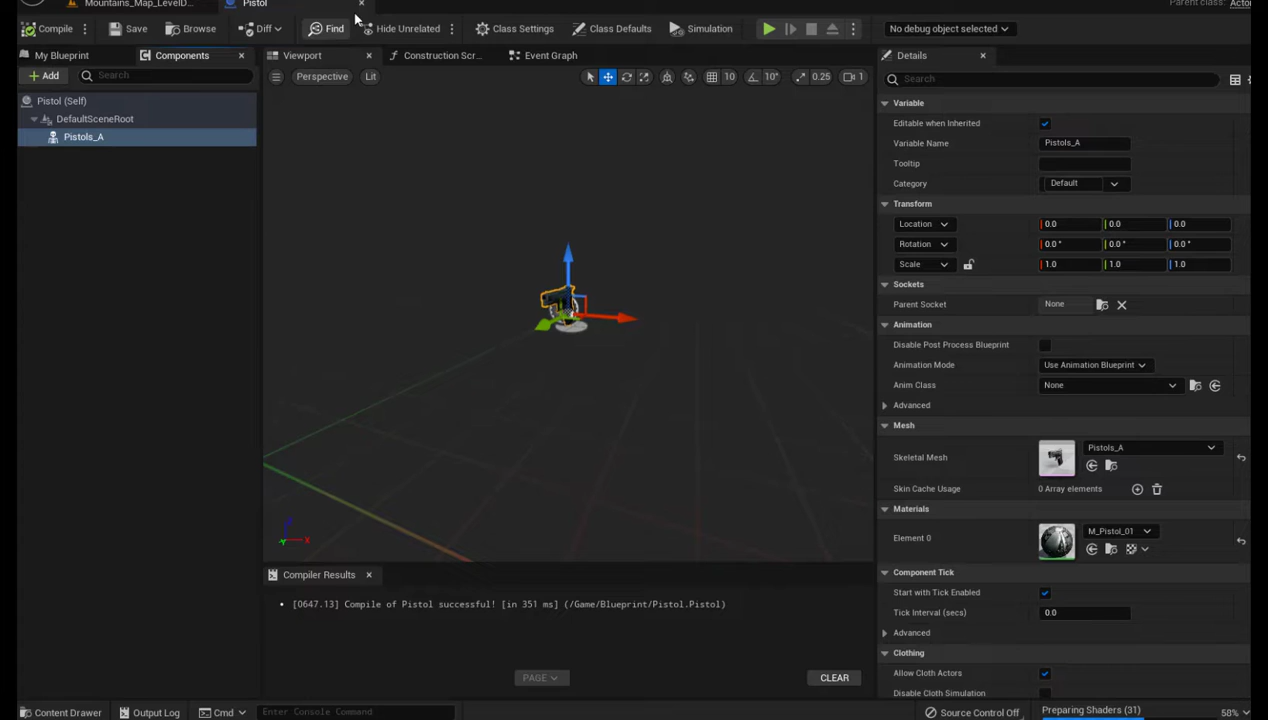 Mountains_Map_LevelD...
Pistol
Parent class: Actor
Compile
Save
Browse
Diff
Find
Hide Unrelated
Class Settings
Class Defaults
Simulation
No debug object selected
My Blueprint
Components
Viewport
Construction Scr...
Event Graph
Details
Add
Search
Perspective
Lit
10
10°
0.25
1
Search
Pistol (Self)
DefaultSceneRoot
Pistols_A
Variable
Editable when Inherited
Variable Name
Pistols_A
Tooltip
Category
Default
Transform
Location
0.0
0.0
0.0
Rotation
0.0 °
0.0 °
0.0 °
Scale
1.0
1.0
1.0
Sockets
Parent Socket
None
Animation
Disable Post Process Blueprint
Animation Mode
Use Animation Blueprint
Anim Class
None
Advanced
Mesh
Skeletal Mesh
Pistols_A
Skin Cache Usage
0 Array elements
Materials
Element 0
M_Pistol_01
Component Tick
Start with Tick Enabled
Tick Interval (secs)
0.0
Advanced
Clothing
Allow Cloth Actors
Disable Cloth Simulation
Z
X
Y
Compiler Results
[0647.13] Compile of Pistol successful! [in 351 ms] (/Game/Blueprint/Pistol.Pistol)
PAGE
CLEAR
Content Drawer
Output Log
Cmd
Enter Console Command
Source Control Off
Preparing Shaders (31)
58%